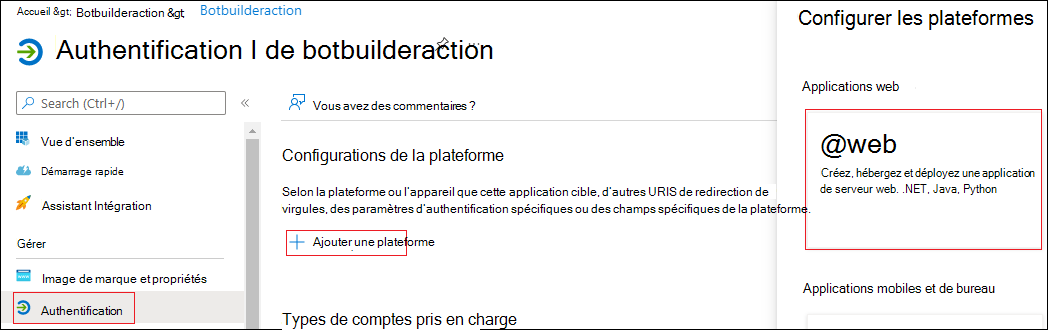 Accueil &gt; Botbuilderaction &gt; Botbuilderaction
Authentification I de botbuilderaction
Search (Ctrl+/)
Vue d'ensemble
Démarrage rapide
Assistant Intégration
Gérer
Image de marque et propriétés
Authentification
Vous avez des commentaires ?
Configurations de la plateforme
Selon la plateforme ou l'appareil que cette application cible, d'autres URIS de redirection de
virgules, des paramètres d'authentification spécifiques ou des champs spécifiques de la plateforme.
Ajouter une plateforme
Types de comptes pris en charge
Configurer les plateformes
Applications web
@web
Créez, hébergez et déployez une application
de serveur web. .NET, Java, Python
Applications mobiles et de bureau